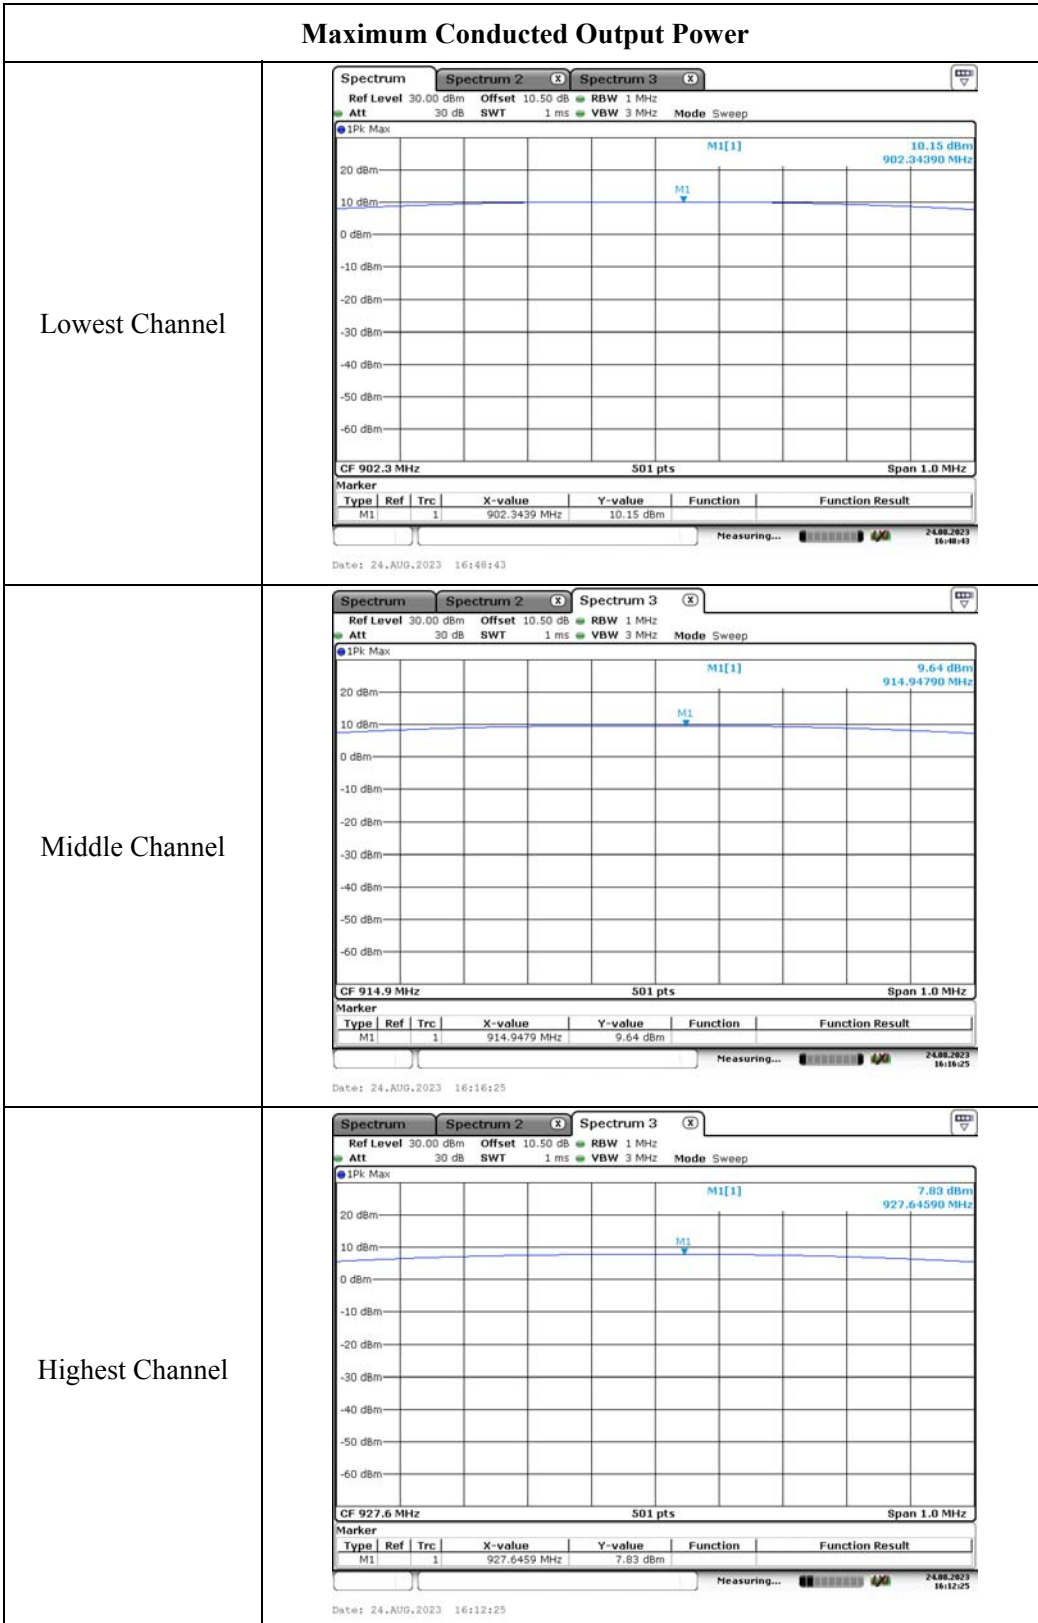 Maximum Conducted Output Power
Lowest Channel
Spectrum Spectrum 2 X Spectrum 3 X
Ref Level 30.00 dBm Offset 10.50 dB RBW 1 MHz
Att 30 dB SWT 1 ms VBW 3 MHz Mode Sweep
1Pk Max
M1[1] 10.15 dBm
902.34390 MHz
20 dBm
M1
10 dBm
0 dBm
-10 dBm
-20 dBm
-30 dBm
-40 dBm
-50 dBm
-60 dBm
CF 902.3 MHz 501 pts Span 1.0 MHz
Marker
Type Ref Trc X-value Y-value Function Function Result
M1 1 902.3439 MHz 10.15 dBm
Measuring... 24.08.2023
16:48:43
Date: 24.AUG.2023 16:48:43
Middle Channel
Spectrum Spectrum 2 X Spectrum 3 X
Ref Level 30.00 dBm Offset 10.50 dB RBW 1 MHz
Att 30 dB SWT 1 ms VBW 3 MHz Mode Sweep
1Pk Max
M1[1] 9.64 dBm
914.94790 MHz
20 dBm
M1
10 dBm
0 dBm
-10 dBm
-20 dBm
-30 dBm
-40 dBm
-50 dBm
-60 dBm
CF 914.9 MHz 501 pts Span 1.0 MHz
Marker
Type Ref Trc X-value Y-value Function Function Result
M1 1 914.9479 MHz 9.64 dBm
Measuring... 24.08.2023
16:16:25
Date: 24.AUG.2023 16:16:25
Highest Channel
Spectrum Spectrum 2 X Spectrum 3 X
Ref Level 30.00 dBm Offset 10.50 dB RBW 1 MHz
Att 30 dB SWT 1 ms VBW 3 MHz Mode Sweep
1Pk Max
M1[1] 7.83 dBm
927.64590 MHz
20 dBm
M1
10 dBm
0 dBm
-10 dBm
-20 dBm
-30 dBm
-40 dBm
-50 dBm
-60 dBm
CF 927.6 MHz 501 pts Span 1.0 MHz
Marker
Type Ref Trc X-value Y-value Function Function Result
M1 1 927.6459 MHz 7.83 dBm
Measuring... 24.08.2023
16:12:25
Date: 24.AUG.2023 16:12:25